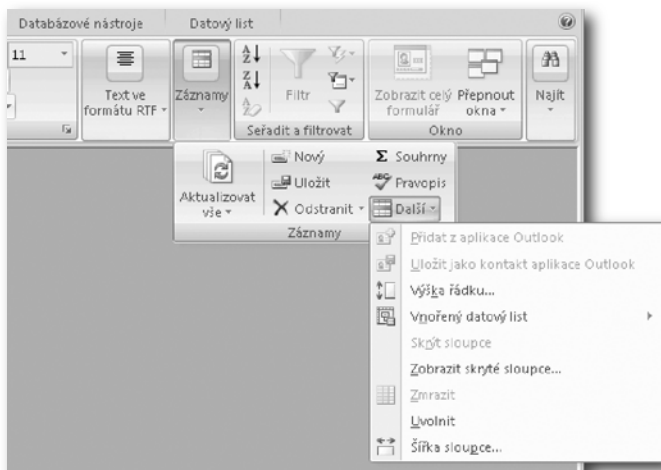 Databázové nástroje
Datový list
11
Text ve
formátu RTF
Záznamy
Filtr
Seřadit a filtrovat
Zobrazit celý
formulář
Přepnout
okna
Okno
Najít
Aktualizovat
vše
Nový
Uložit
Odstranit
Σ Souhrny
Pravopis
Další
Záznamy
Přidat z aplikace Outlook
Uložit jako kontakt aplikace Outlook
Výška řádku...
Vnořený datový list
Skrýt sloupce
Zobrazit skryté sloupce...
Zmrazit
Uvolnit
Šířka sloupce...